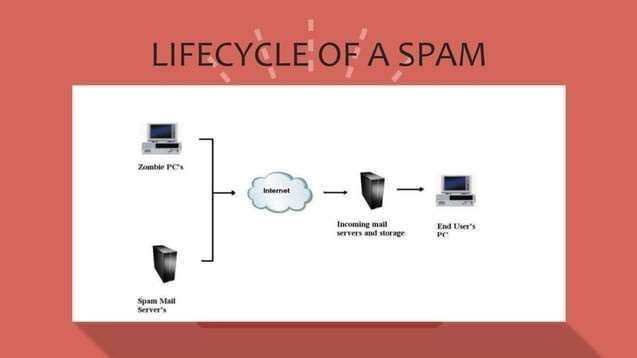 LIFECYCLE OF A SPAM
Zombie PC's
Internet
Incoming mail
servers and storage
End User's
PC
Spam Mail
Server's